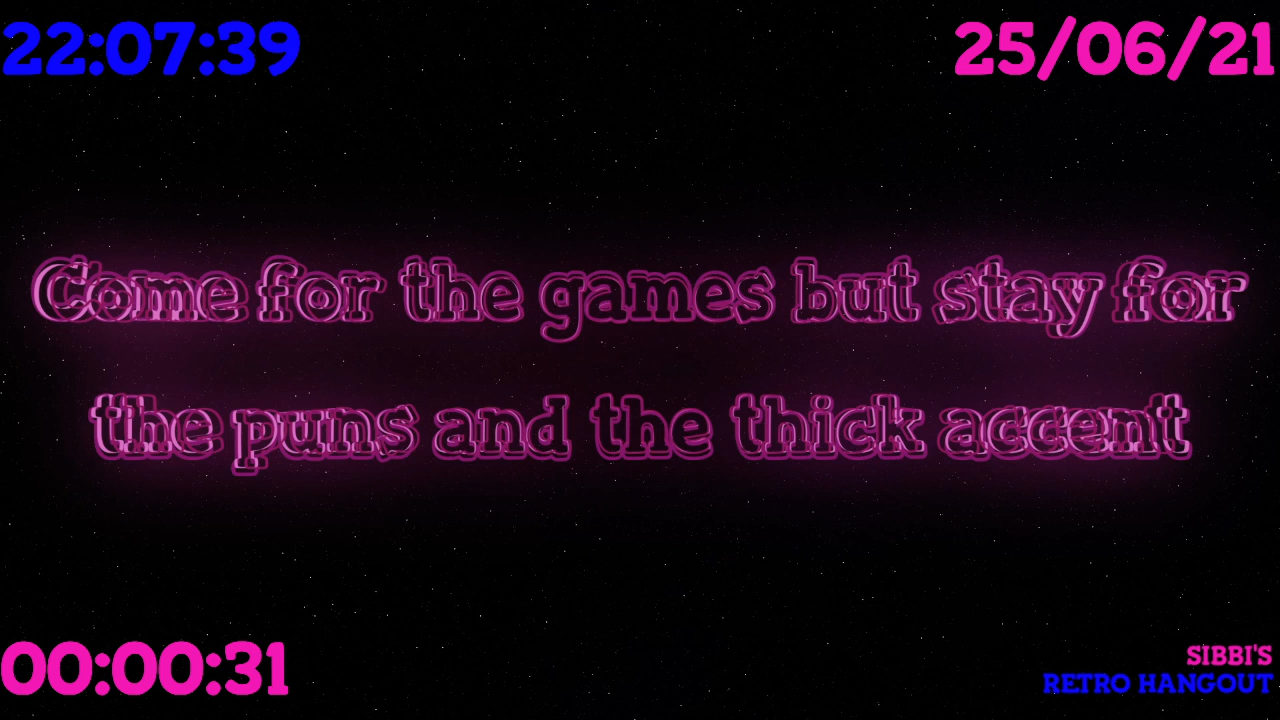 22:07:39
25/06/21
Come for the games but stay for
the puns and the thick accent
00:00:31
SIBBI'S
RETRO HANGOUT